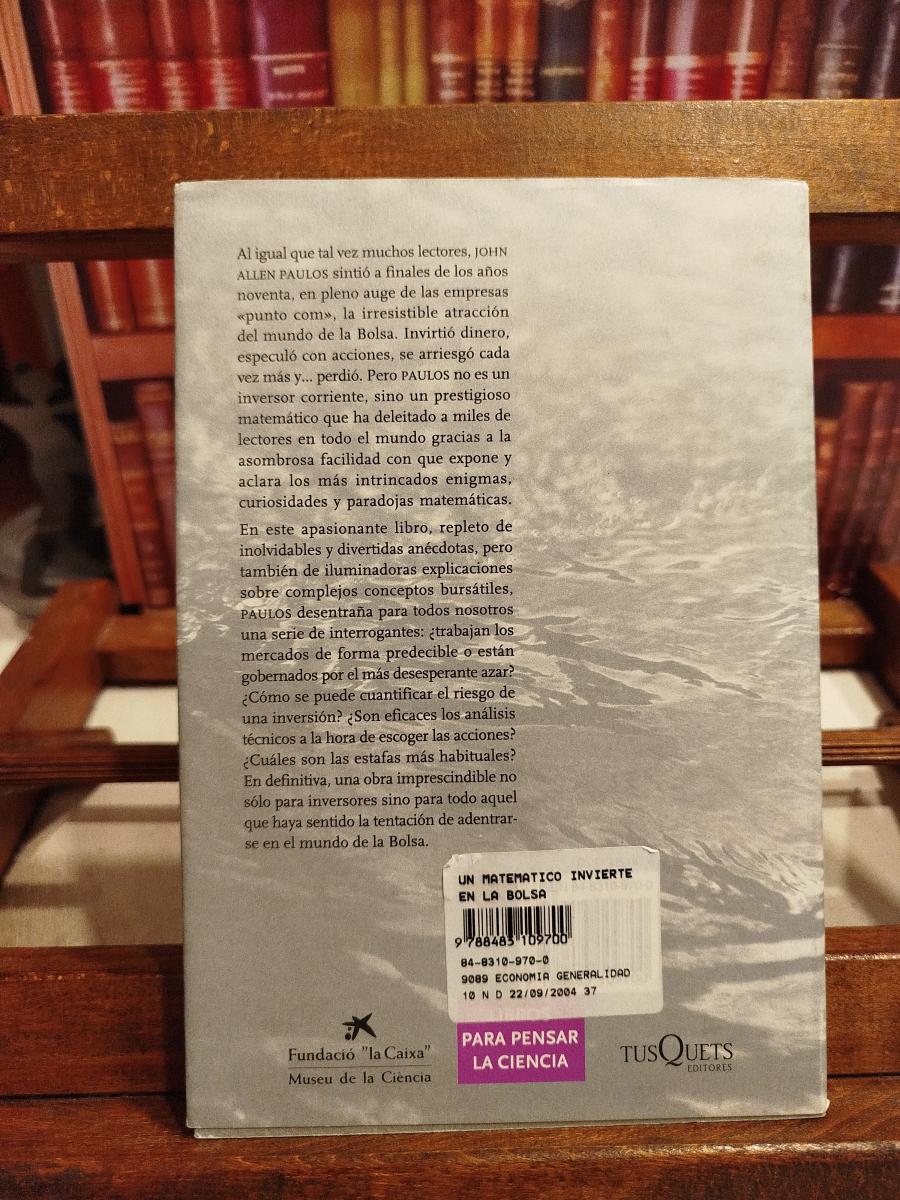 Al igual que tal vez muchos lectores, JOHN
ALLEN PAULOS sintió a finales de los años
noventa, en pleno auge de las empresas
«punto com», la irresistible atracción
del mundo de la Bolsa. Invirtió dinero,
especuló con acciones, se arriesgó cada
vez más y... perdió. Pero PAULOS no es un
inversor corriente, sino un prestigioso
matemático que ha deleitado a miles de
lectores en todo el mundo gracias a la
asombrosa facilidad con que expone y
aclara los más intrincados enigmas,
curiosidades y paradojas matemáticas.
En este apasionante libro, repleto de
inolvidables y divertidas anécdotas, pero
también de iluminadoras explicaciones
sobre complejos conceptos bursátiles,
PAULOS desentraña para todos nosotros
una serie de interrogantes: ¿trabajan los
mercados de forma predecible o están
gobernados por el más desesperante azar?
¿Cómo se puede cuantificar el riesgo de
una inversión? ¿Son eficaces los análisis
técnicos a la hora de escoger las acciones?
¿Cuáles son las estafas más habituales?
En definitiva, una obra imprescindible no
sólo para inversores sino para todo aquel
que haya sentido la tentación de adentrar-
se en el mundo de la Bolsa.
UN MATEMATICO INVIERTE
EN LA BOLSA
9 788483 109700
84-8310-970-0
9089 ECONOMIA GENERALIDAD
10 N D 22/09/2004 37
Fundació "la Caixa"
Museu de la Ciència
PARA PENSAR
LA CIENCIA
TUSQUETS
EDITORES